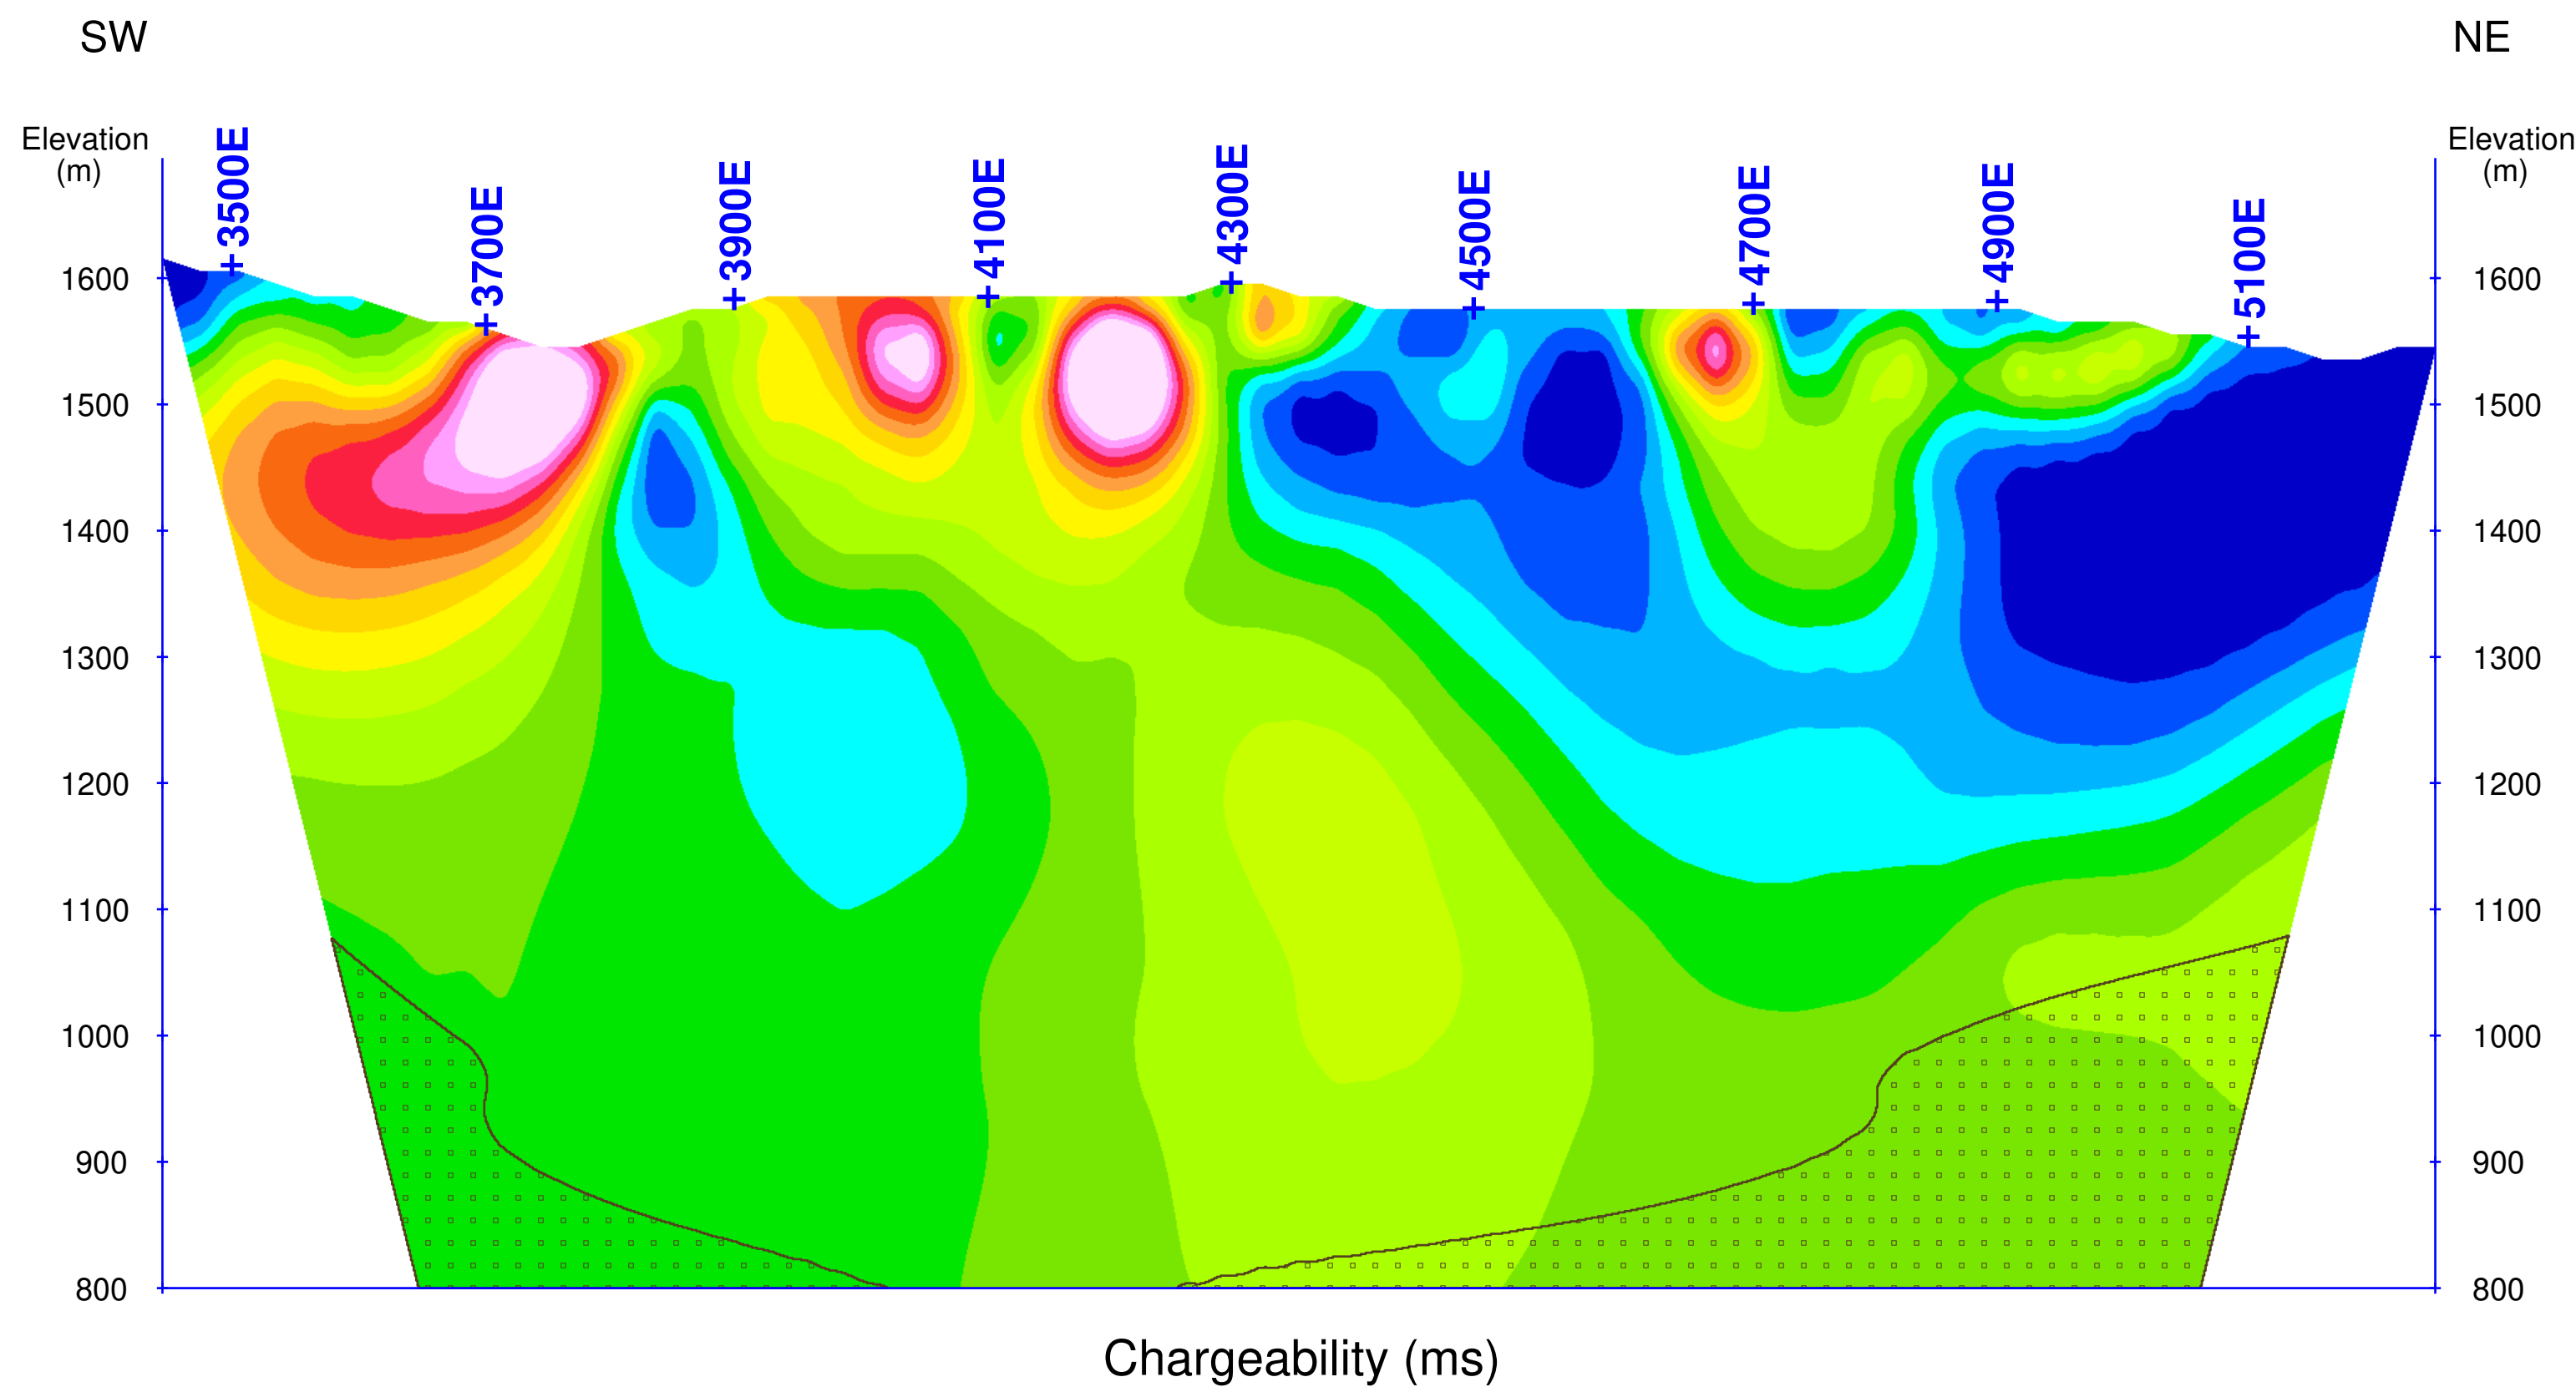 SW
NE
Elevation
(m)
Elevation
(m)
+3500E
+3700E
+3900E
+4100E
+4300E
+4500E
+4700E
+4900E
+5100E
1600
1600
1500
1500
1400
1400
1300
1300
1200
1200
1100
1100
1000
1000
900
900
800
800
Chargeability (ms)